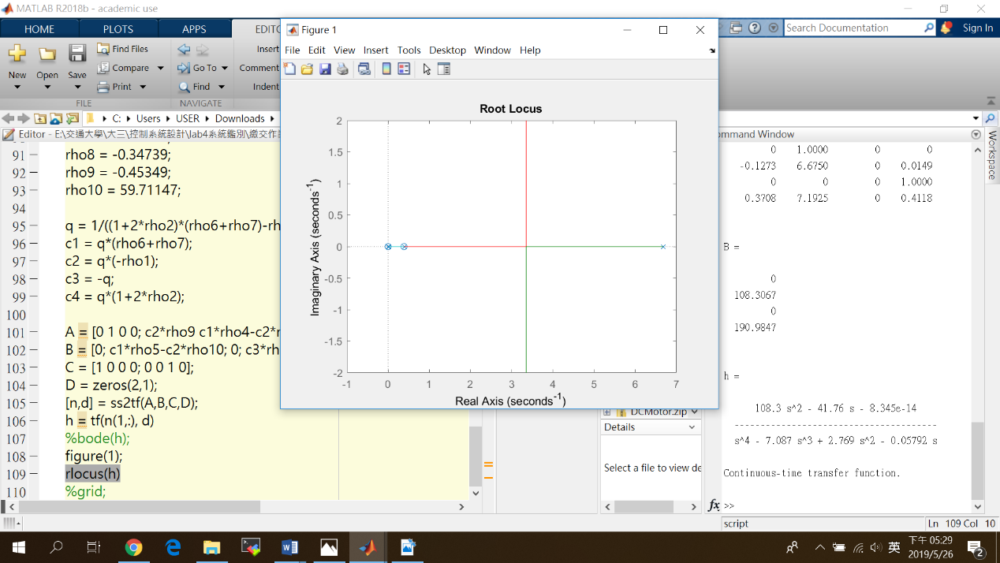 MATLAB R2018b - academic use
HOME PLOTS APPS EDITO
Search Documentation
Sign In
New
Open
Save
Find Files
Compare
Print
Go To
Find
Insert
Comment
Indent
FILE
NAVIGATE
C: Users USER Downloads
Editor - E:\交通大學\大三\控制系統設計\lab4系統鑑別\繳交作
91 rho8 = -0.34739;
92 rho9 = -0.45349;
93 rho10 = 59.71147;
94
95 q = 1/((1+2*rho2)*(rho6+rho7)-rh
96 c1 = q*(rho6+rho7);
97 c2 = q*(-rho1);
98 c3 = -q;
99 c4 = q*(1+2*rho2);
100
101 A = [0 1 0 0; c2*rho9 c1*rho4-c2*r
102 B = [0; c1*rho5-c2*rho10; 0; c3*rh
103 C = [1 0 0 0; 0 0 1 0];
104 D = zeros(2,1);
105 [n,d] = ss2tf(A,B,C,D);
106 h = tf(n(1,:), d)
107 %bode(h);
108 figure(1);
109 rlocus(h)
110 %grid;
Figure 1
File Edit View Insert Tools Desktop Window Help
Root Locus
Imaginary Axis (seconds-1)
2
1.5
1
0.5
0
-0.5
-1
-1.5
-2
-1 0 1 2 3 4 5 6 7
Real Axis (seconds-1)
DCMotor.zip
Details
Select a file to view de
mmand Window
Workspace
0 1.0000 0 0
-0.1273 6.6750 0 0.0149
0 0 0 1.0000
0.3708 7.1925 0 0.4118
B =
0
108.3067
0
190.9847
h =
108.3 s^2 - 41.76 s - 8.345e-14
---------------------------------
s^4 - 7.087 s^3 + 2.769 s^2 - 0.05792 s
Continuous-time transfer function.
fx >>
script
Ln 109 Col 10
英
下午 05:29
2019/5/26
2